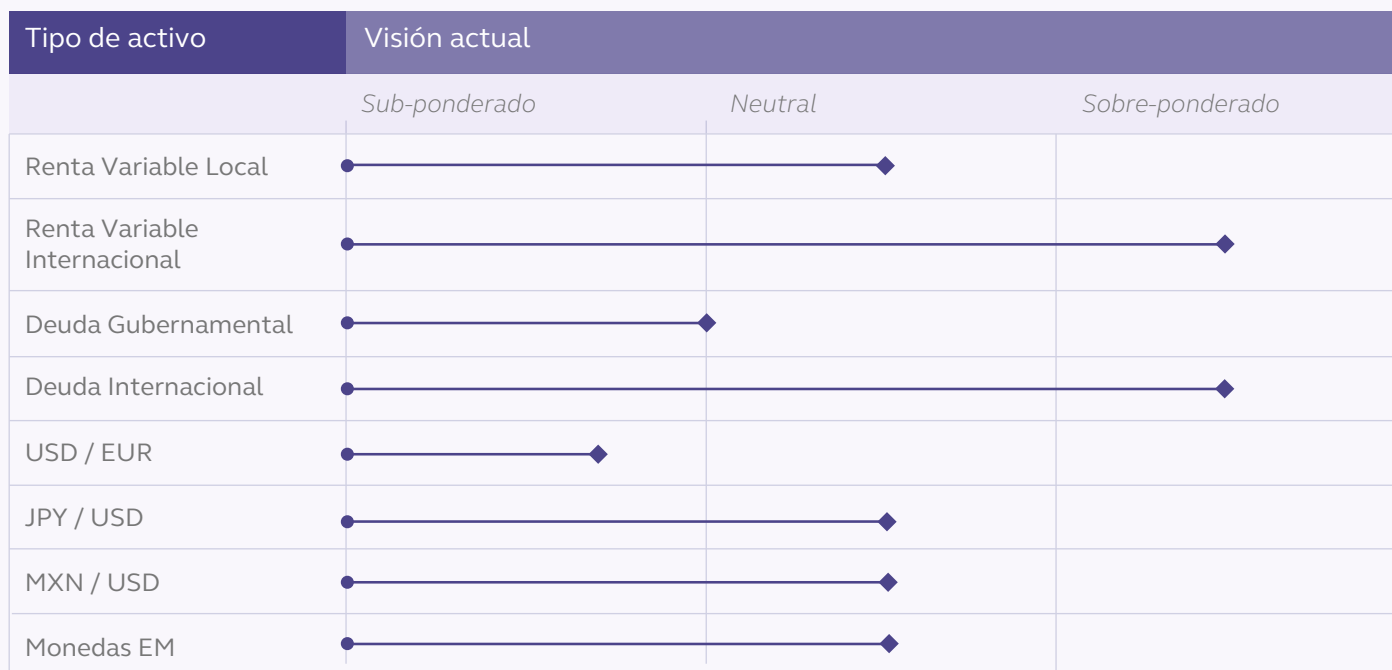 Tipo de activo
Visión actual
Sub-ponderado
Neutral
Sobre-ponderado
Renta Variable Local
Renta Variable
Internacional
Deuda Gubernamental
Deuda Internacional
USD / EUR
JPY / USD
MXN / USD
Monedas EM